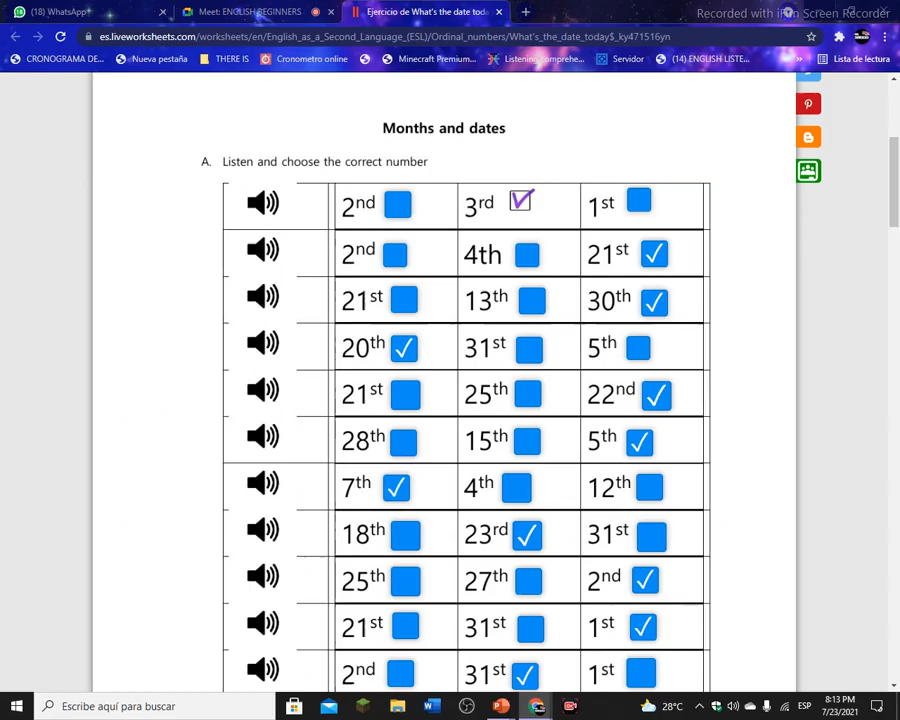 (18) WhatsApp
Meet: ENGLISH BEGINNERS
Ejercicio de What's the date toda
Recorded with iFun Screen Recorder
es.liveworksheets.com/worksheets/en/English_as_a_Second_Language_(ESL)/Ordinal_numbers/What's_the_date_today$_ky471516yn
CRONOGRAMA DE...
Nueva pestaña
THERE IS
Cronometro online
Minecraft Premium...
Listening comprehe...
Servidor
(14) ENGLISH LISTE...
Lista de lectura
Months and dates
A. Listen and choose the correct number
2nd 3rd 1st
2nd 4th 21st
21st 13th 30th
20th 31st 5th
21st 25th 22nd
28th 15th 5th
7th 4th 12th
18th 23rd 31st
25th 27th 2nd
21st 31st 1st
2nd 31st 1st
Escribe aquí para buscar
28°C
ESP
8:13 PM
7/23/2021